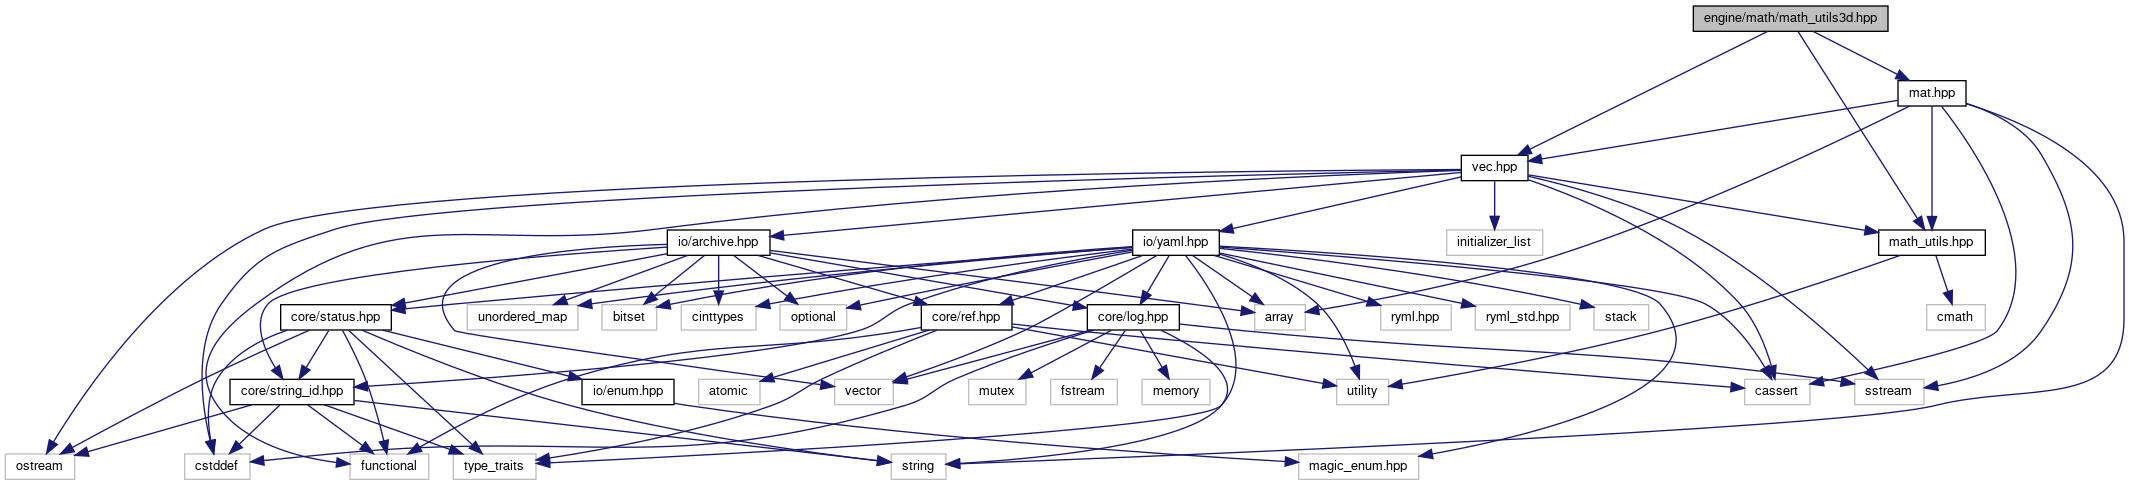 engine/math/math_utils3d.hpp
mat.hpp
vec.hpp
io/archive.hpp
io/yaml.hpp
initializer_list
math_utils.hpp
core/status.hpp
unordered_map
bitset
cinttypes
optional
core/ref.hpp
core/log.hpp
array
ryml.hpp
ryml_std.hpp
stack
cmath
core/string_id.hpp
io/enum.hpp
atomic
vector
mutex
fstream
memory
utility
cassert
sstream
ostream
cstddef
functional
type_traits
string
magic_enum.hpp